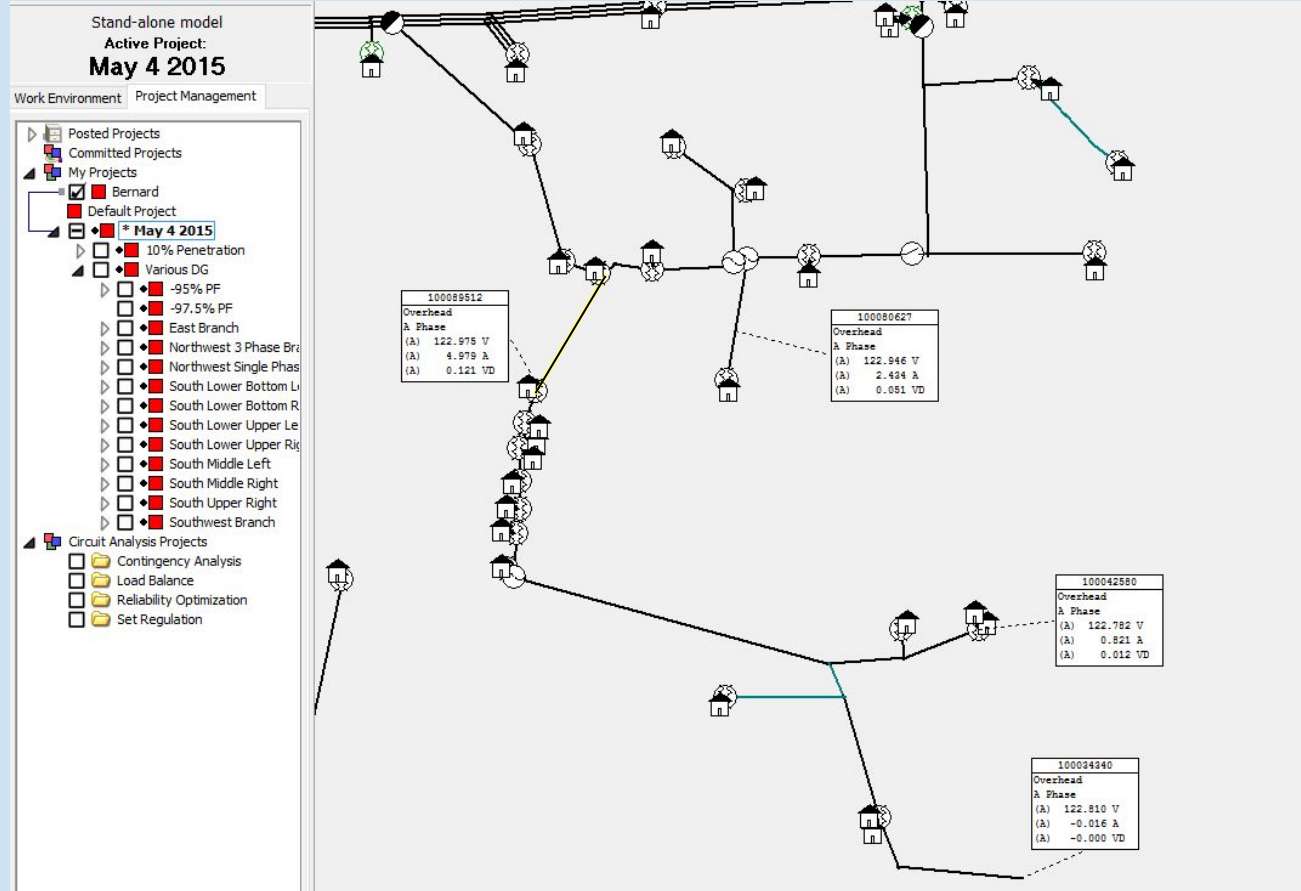 Stand-alone model
Active Project:
May 4 2015
Work Environment
Project Management
Posted Projects
Committed Projects
My Projects
Bernard
Default Project
* May 4 2015
10% Penetration
Various DG
-95% PF
-97.5% PF
East Branch
Northwest 3 Phase Bra
Northwest Single Phas
South Lower Bottom L
South Lower Bottom R
South Lower Upper Le
South Lower Upper Rig
South Middle Left
South Middle Right
South Upper Right
Southwest Branch
Circuit Analysis Projects
Contingency Analysis
Load Balance
Reliability Optimization
Set Regulation
100089512
Overhead
A Phase
(A) 122.975 V
(A) 4.979 A
(A) 0.121 VD
100080627
Overhead
A Phase
(A) 122.946 V
(A) 2.434 A
(A) 0.051 VD
100042580
Overhead
A Phase
(A) 122.782 V
(A) 0.821 A
(A) 0.012 VD
100034340
Overhead
A Phase
(A) 122.810 V
(A) -0.016 A
(A) -0.000 VD